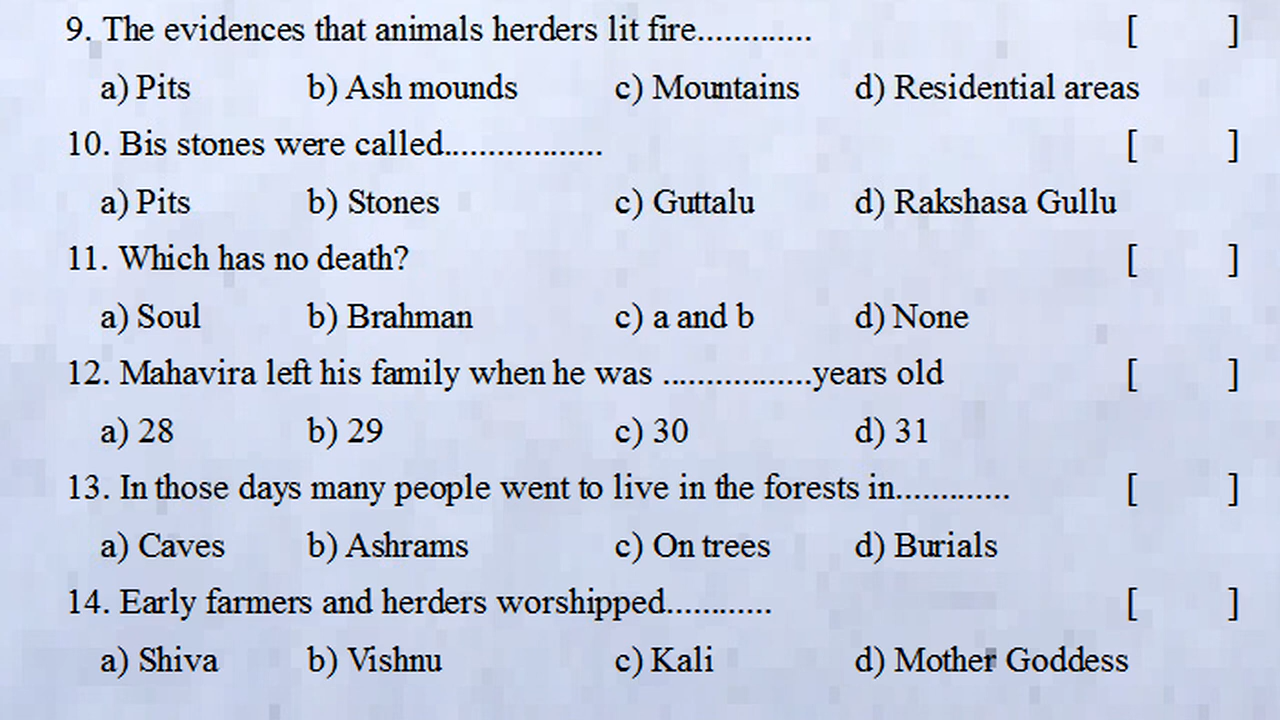 9. The evidences that animals herders lit fire............. [ ]
a) Pits b) Ash mounds c) Mountains d) Residential areas
10. Bis stones were called.................. [ ]
a) Pits b) Stones c) Guttalu d) Rakshasa Gullu
11. Which has no death? [ ]
a) Soul b) Brahman c) a and b d) None
12. Mahavira left his family when he was .................years old [ ]
a) 28 b) 29 c) 30 d) 31
13. In those days many people went to live in the forests in............. [ ]
a) Caves b) Ashrams c) On trees d) Burials
14. Early farmers and herders worshipped............ [ ]
a) Shiva b) Vishnu c) Kali d) Mother Goddess